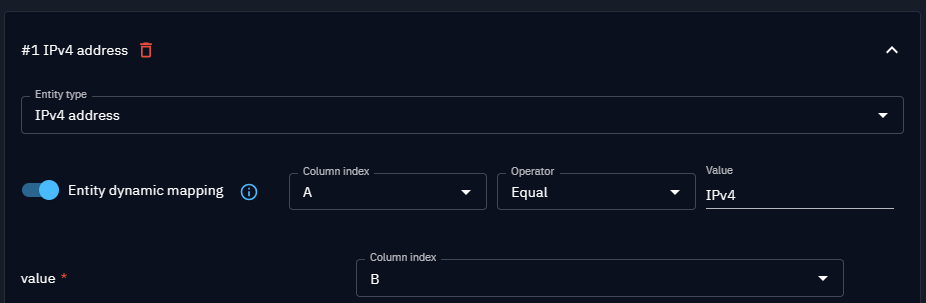 #1 IPv4 address
Entity type
IPv4 address
Entity dynamic mapping
Column index
A
Operator
Equal
Value
IPv4
value *
Column index
B